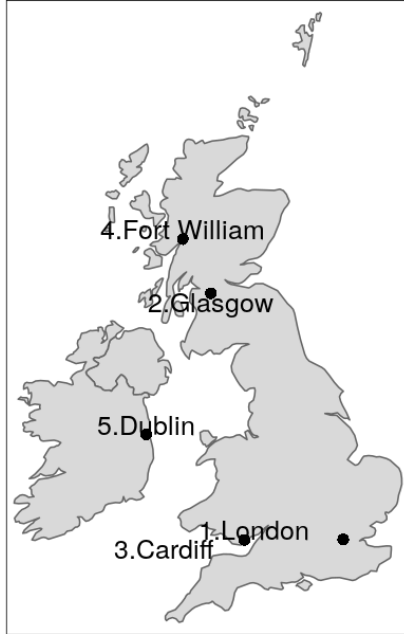 4.Fort William
2.Glasgow
5.Dublin
1.London
3.Cardiff